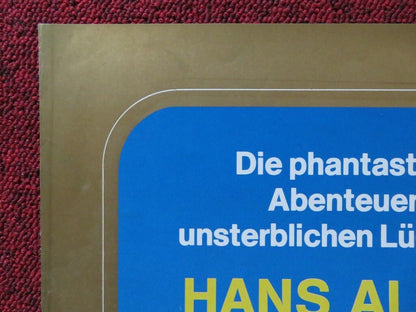 Die phantast
Abenteuer
unsterblichen Lü
HANS AL